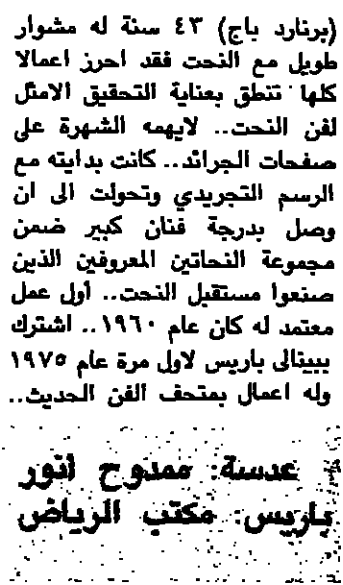 (برنارد باج) ٤٣ سنة له مشوار
طويل مع النحت فقد احرز اعمالا
كلها تنطق بعناية التحقيق الامثل
لفن النحت.. لايهمه الشهرة على
صفحات الجرائد.. كانت بدايته مع
الرسم التجريدي وتحولت الى ان
وصل بدرجة فنان كبير ضمن
مجموعة النحاتين المعروفين الذين
صنعوا مستقبل النحت.. أول عمل
معتمد له كان عام ١٩٦٠.. اشترك
ببينالى باريس لاول مرة عام ١٩٧٥
وله اعمال بمتحف الفن الحديث..
عدسة: ممدوح انور
باريس: مكتب الرياض